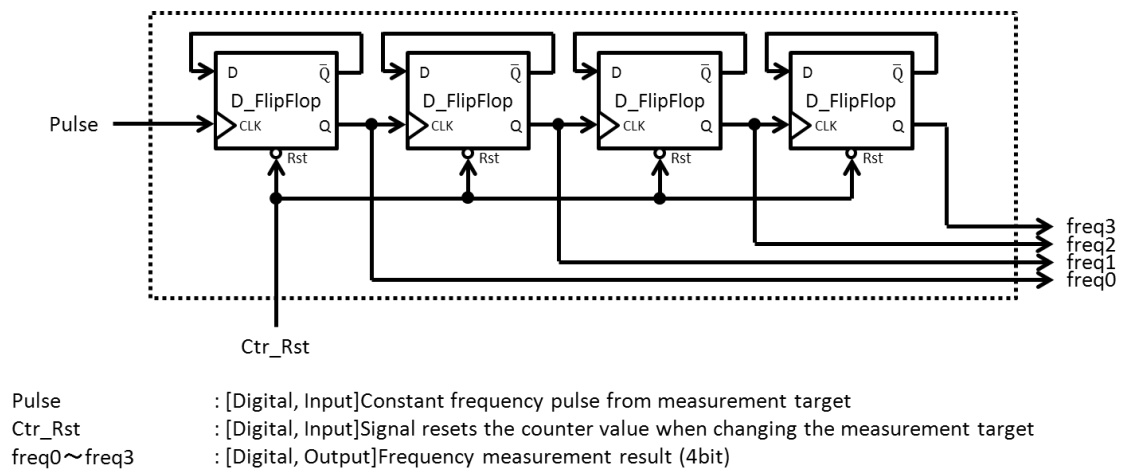 D Q̅ D Q̅ D Q̅ D Q̅
D_FlipFlop D_FlipFlop D_FlipFlop D_FlipFlop
Pulse CLK Q CLK Q CLK Q CLK Q
Rst Rst Rst Rst
freq3
freq2
freq1
freq0
Ctr_Rst
Pulse : [Digital, Input]Constant frequency pulse from measurement target
Ctr_Rst : [Digital, Input]Signal resets the counter value when changing the measurement target
freq0~freq3 : [Digital, Output]Frequency measurement result (4bit)